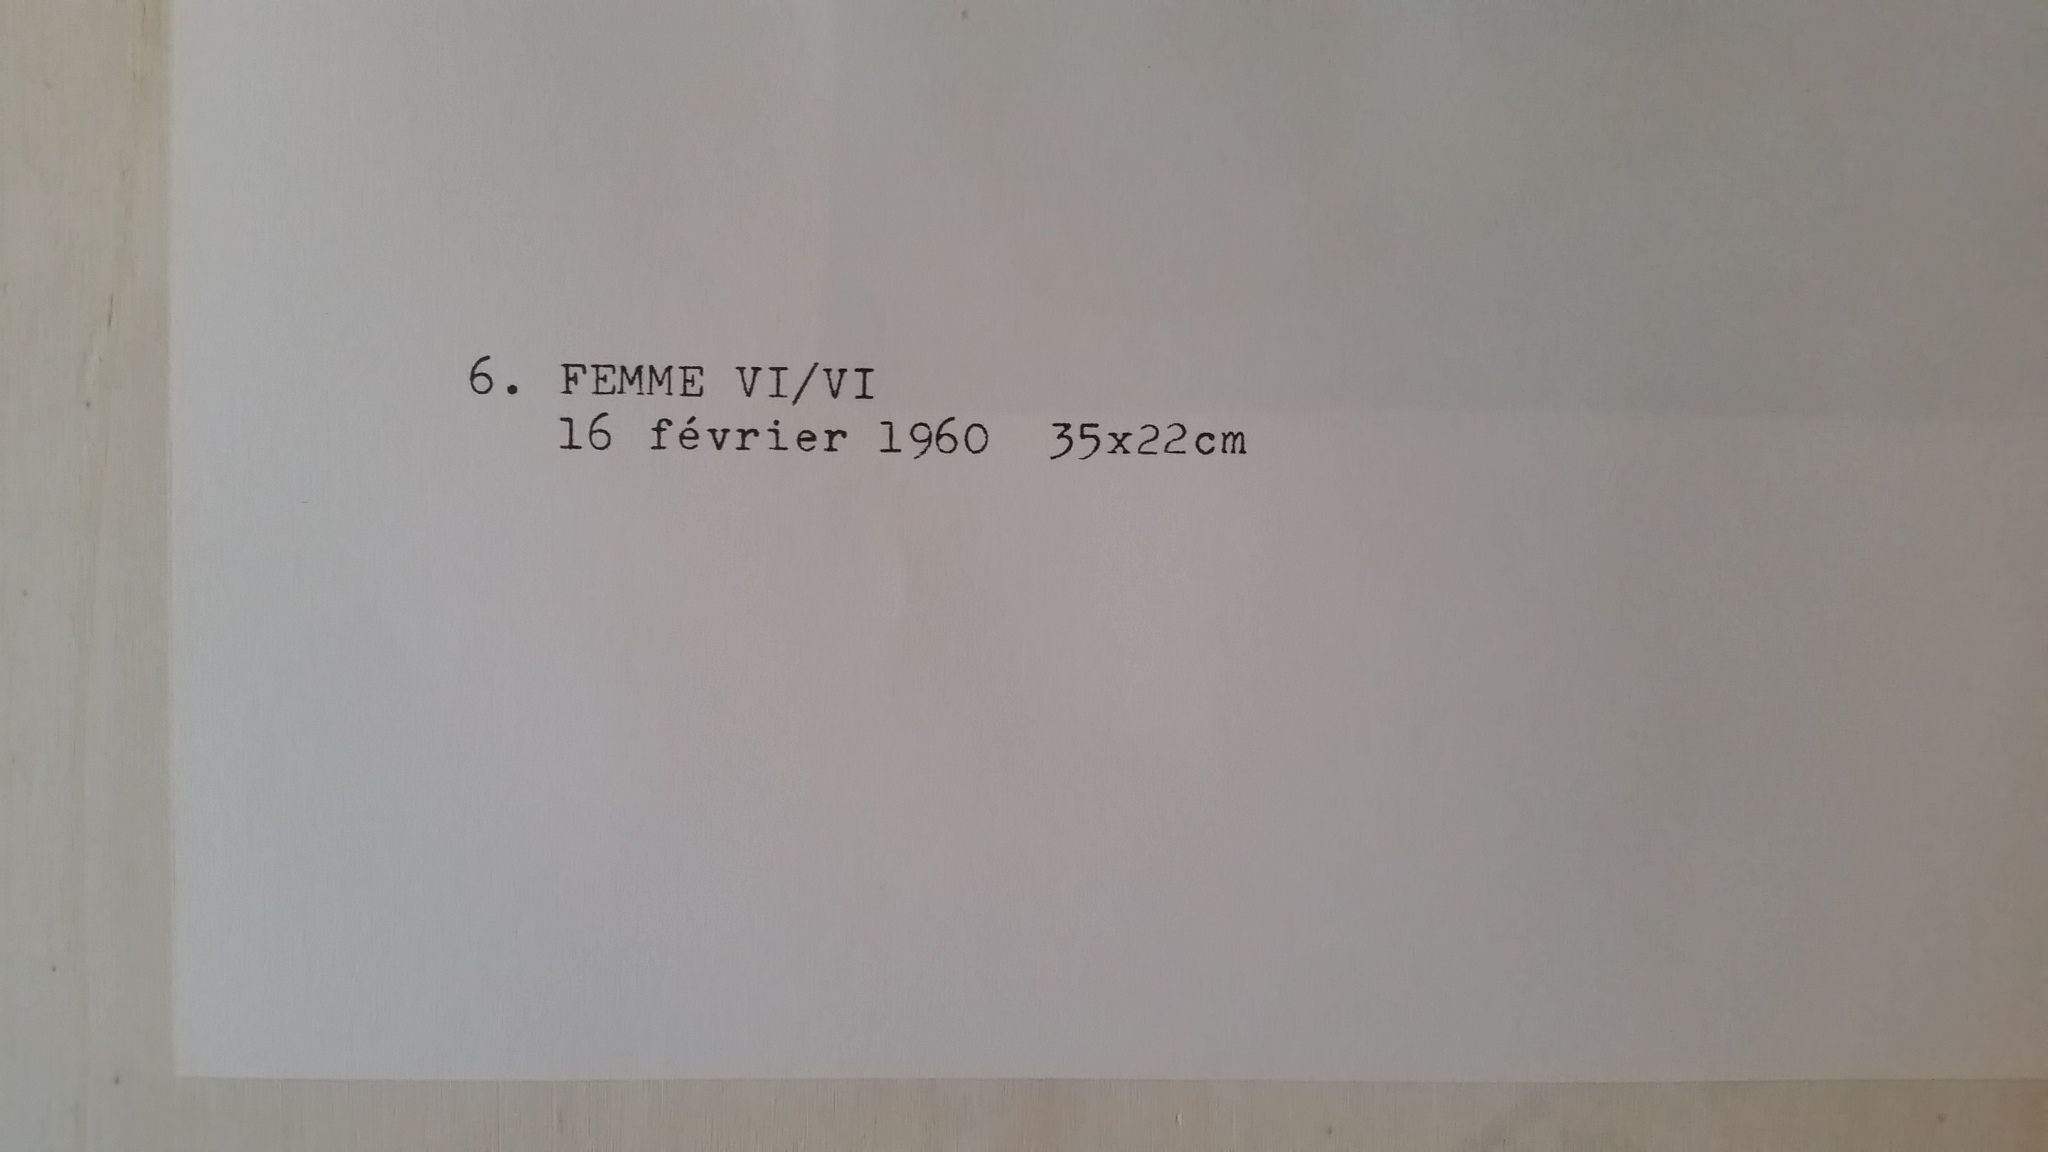 6. FEMME VI/VI
16 février 1960 35x22cm